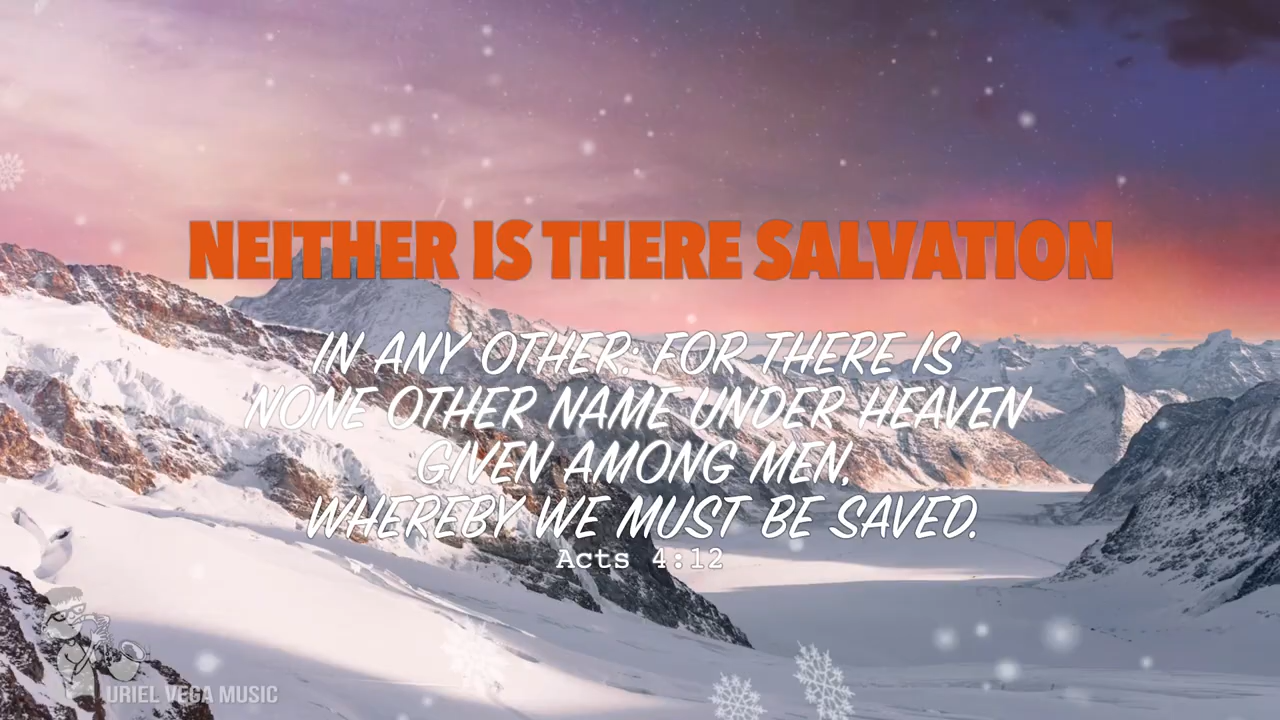 NEITHER IS THERE SALVATION
IN ANY OTHER: FOR THERE IS
NONE OTHER NAME UNDER HEAVEN
GIVEN AMONG MEN,
WHEREBY WE MUST BE SAVED.
Acts 4:12
URIEL VEGA MUSIC